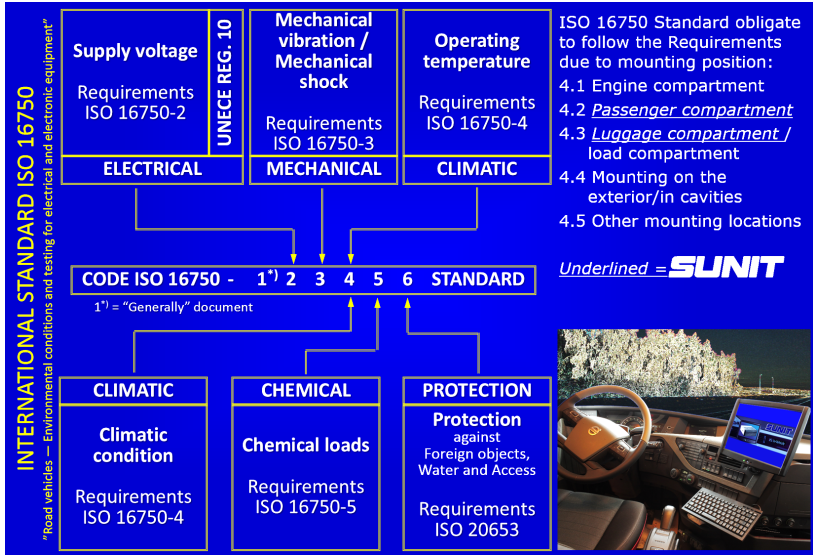 INTERNATIONAL STANDARD ISO 16750
"Road vehicles — Environmental conditions and testing for electrical and electronic equipment"
Supply voltage
Requirements
ISO 16750-2
UNECE REG. 10
ELECTRICAL
Mechanical
vibration /
Mechanical
shock
Requirements
ISO 16750-3
MECHANICAL
Operating
temperature
Requirements
ISO 16750-4
CLIMATIC
ISO 16750 Standard obligate
to follow the Requirements
due to mounting position:
4.1 Engine compartment
4.2 Passenger compartment
4.3 Luggage compartment /
load compartment
4.4 Mounting on the
exterior/in cavities
4.5 Other mounting locations
Underlined = SUNIT
CODE ISO 16750 - 1*) 2 3 4 5 6 STANDARD
1*) = "Generally" document
CLIMATIC
Climatic
condition
Requirements
ISO 16750-4
CHEMICAL
Chemical loads
Requirements
ISO 16750-5
PROTECTION
Protection
against
Foreign objects,
Water and Access
Requirements
ISO 20653
SUNIT